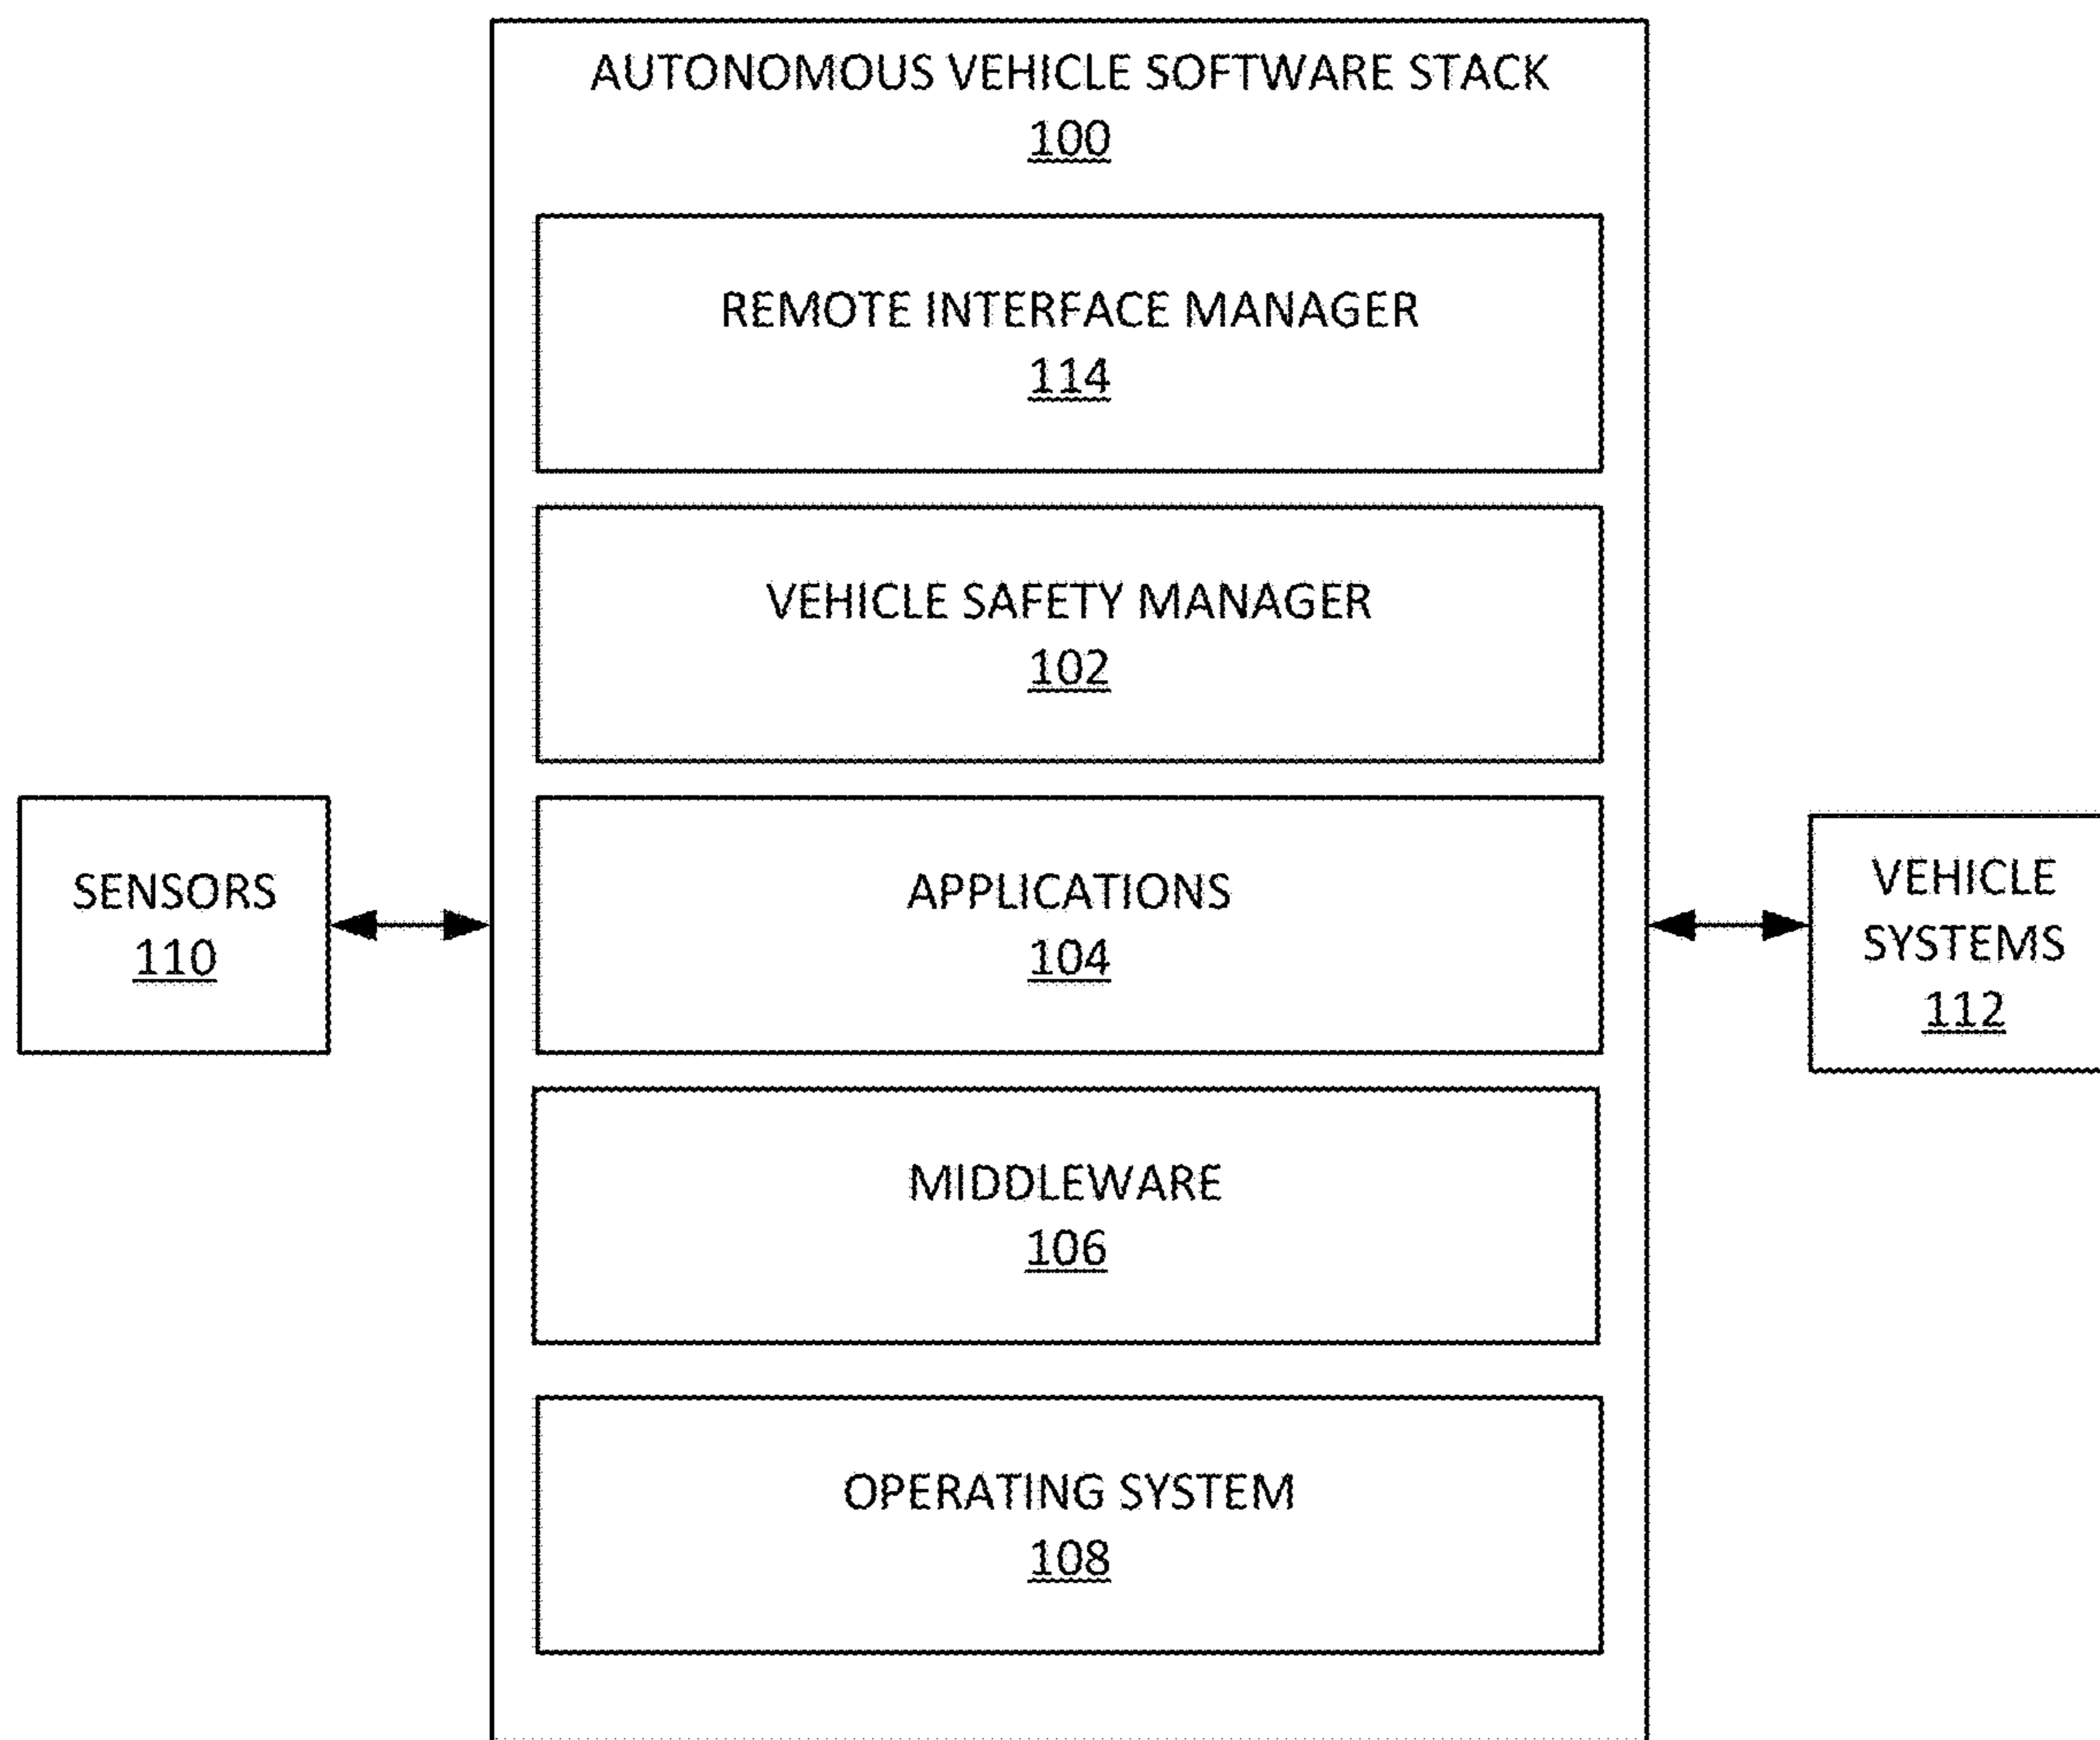 AUTONOMOUS VEHICLE SOFTWARE STACK
100
REMOTE INTERFACE MANAGER
114
VEHICLE SAFETY MANAGER
102
SENSORS
110
APPLICATIONS
104
VEHICLE
SYSTEMS
112
MIDDLEWARE
106
OPERATING SYSTEM
108